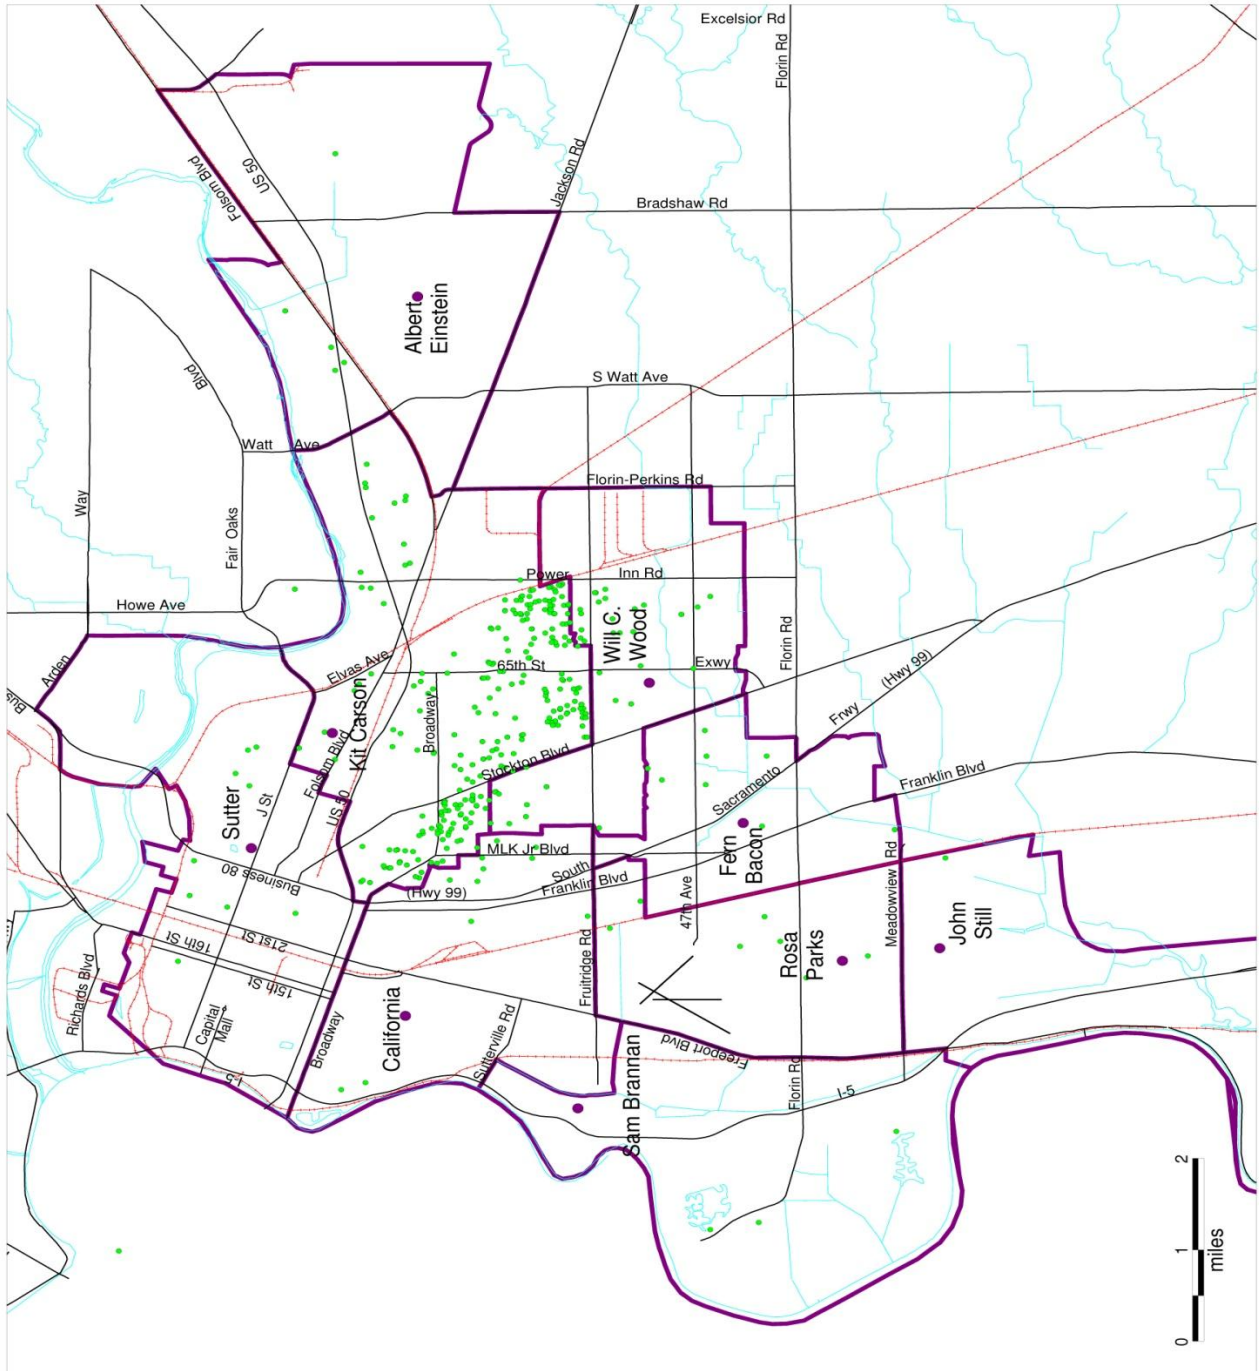 Excelsior Rd
Florin Rd
Folsom Blvd
US 50
Jackson Rd
Bradshaw Rd
Albert
Einstein
Blvd
S Watt Ave
Watt
Ave
Way
Fair Oaks
Florin-Perkins Rd
Howe Ave
Power
Inn Rd
Arden
Elvas Ave
65th St
Will C.
Wood
Exwy
Florin Rd
(Hwy 99)
Frwy
Kit Carson
Folsom Blvd
Broadway
Stockton Blvd
Sacramento
Franklin Blvd
Sutter
J St
US 50
Business 80
MLK Jr Blvd
South
Franklin Blvd
(Hwy 99)
Fern
Bacon
Meadowview Rd
47th Ave
Richards Blvd
16th St
21st St
15th St
Capital
Mall
Broadway
California
Fruitridge Rd
Sutterville Rd
Rosa
Parks
John
Still
I-5
Sam Brannan
Freeport Blvd
Florin Rd
I-5
0
1
2
miles